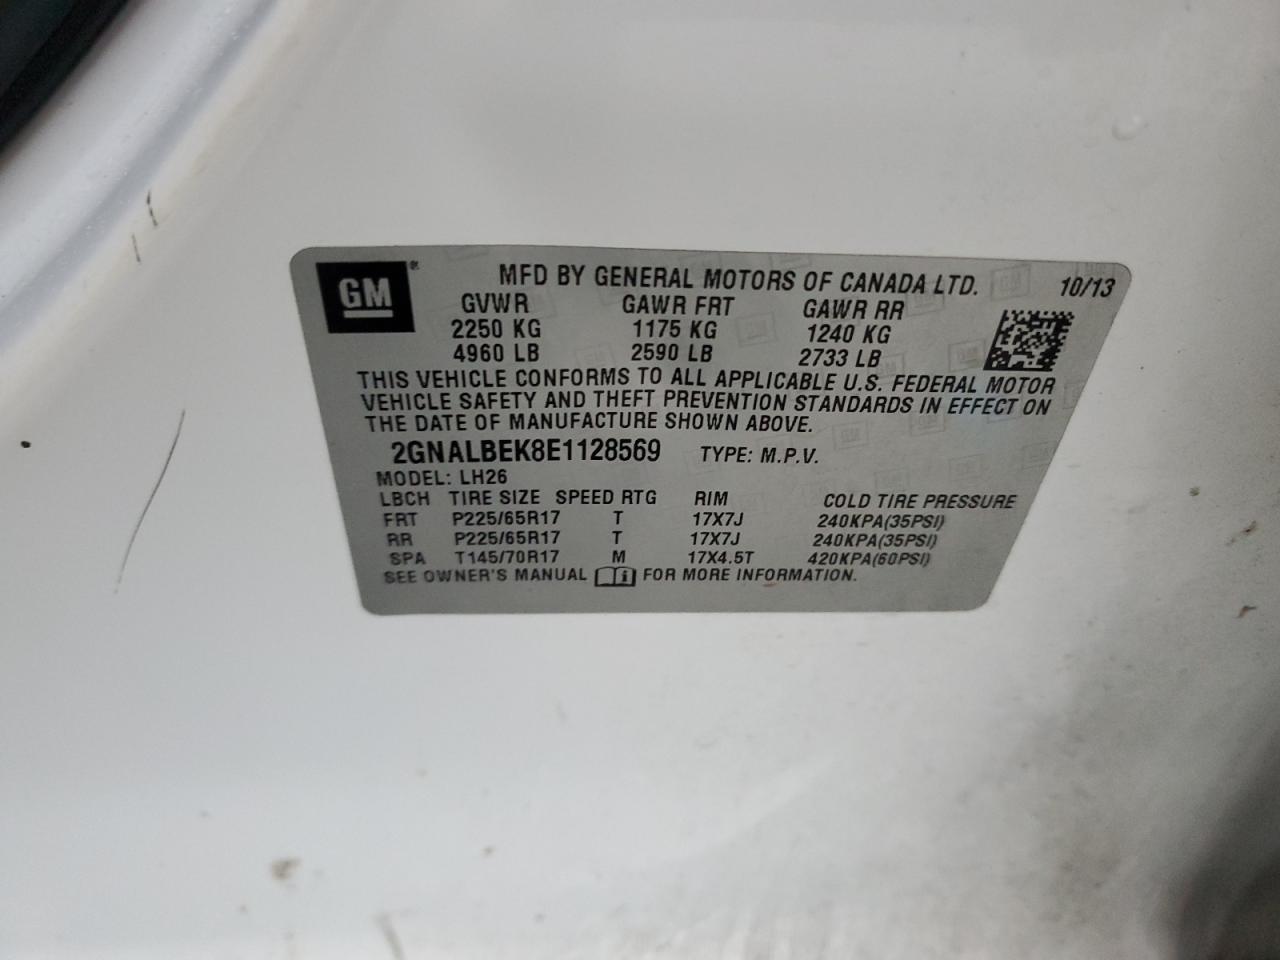 GM®
MFD BY GENERAL MOTORS OF CANADA LTD. 10/13
GVWR GAWR FRT GAWR RR
2250 KG 1175 KG 1240 KG
4960 LB 2590 LB 2733 LB
THIS VEHICLE CONFORMS TO ALL APPLICABLE U.S. FEDERAL MOTOR
VEHICLE SAFETY AND THEFT PREVENTION STANDARDS IN EFFECT ON
THE DATE OF MANUFACTURE SHOWN ABOVE.
2GNALBEK8E1128569 TYPE: M.P.V.
MODEL: LH26
LBCH TIRE SIZE SPEED RTG RIM COLD TIRE PRESSURE
FRT P225/65R17 T 17X7J 240KPA(35PSI)
RR P225/65R17 T 17X7J 240KPA(35PSI)
SPA T145/70R17 M 17X4.5T 420KPA(60PSI)
SEE OWNER'S MANUAL i FOR MORE INFORMATION.